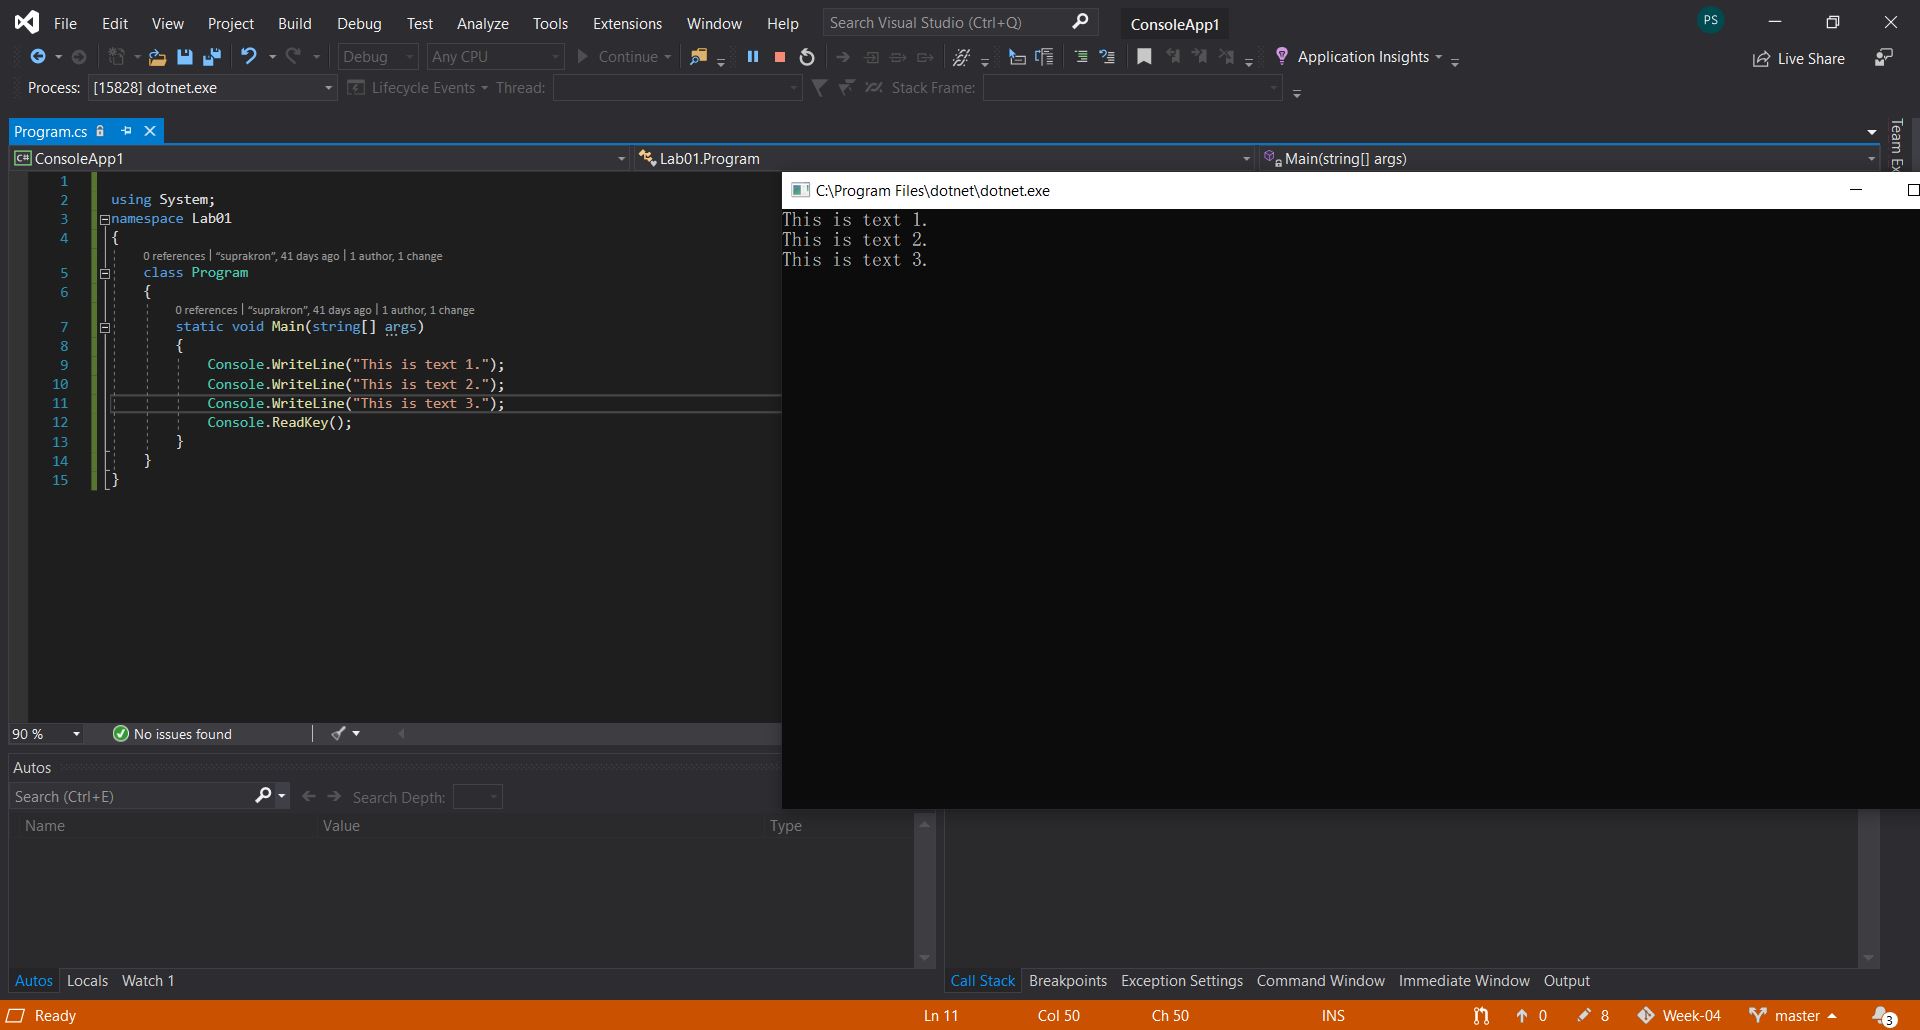 File Edit View Project Build Debug Test Analyze Tools Extensions Window Help Search Visual Studio (Ctrl+Q) ConsoleApp1 PS
Debug Any CPU Continue Application Insights Live Share
Process: [15828] dotnet.exe Lifecycle Events Thread: Stack Frame:
Program.cs
Team Ex
C# ConsoleApp1 Lab01.Program Main(string[] args)
1
2 using System;
3 namespace Lab01
4 {
0 references | “suprakron”, 41 days ago | 1 author, 1 change
5 class Program
6 {
0 references | “suprakron”, 41 days ago | 1 author, 1 change
7 static void Main(string[] args)
8 {
9 Console.WriteLine("This is text 1.");
10 Console.WriteLine("This is text 2.");
11 Console.WriteLine("This is text 3.");
12 Console.ReadKey();
13 }
14 }
15 }
C:\Program Files\dotnet\dotnet.exe
This is text 1.
This is text 2.
This is text 3.
90 % No issues found
Autos
Search (Ctrl+E) Search Depth:
Name Value Type
Autos Locals Watch 1
Call Stack Breakpoints Exception Settings Command Window Immediate Window Output
Ready Ln 11 Col 50 Ch 50 INS 0 8 Week-04 master 3